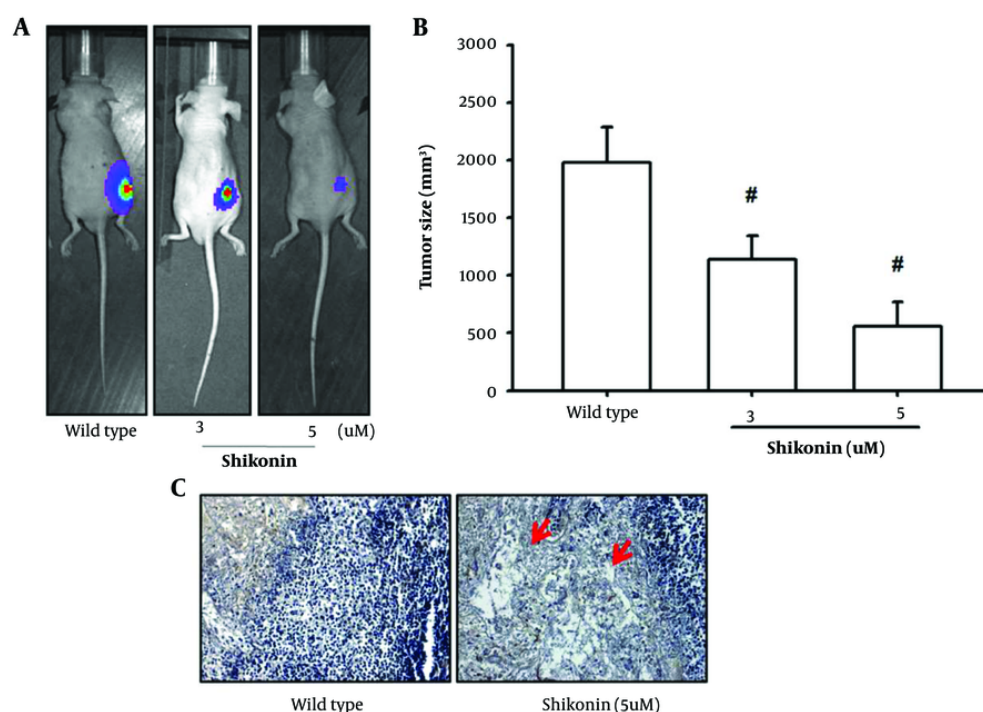 A
Wild type
3
5
(uM)
Shikonin
B
Tumor size (mm³)
3000
2500
2000
1500
1000
500
0
#
#
Wild type
3
5
Shikonin (uM)
C
Wild type
Shikonin (5uM)